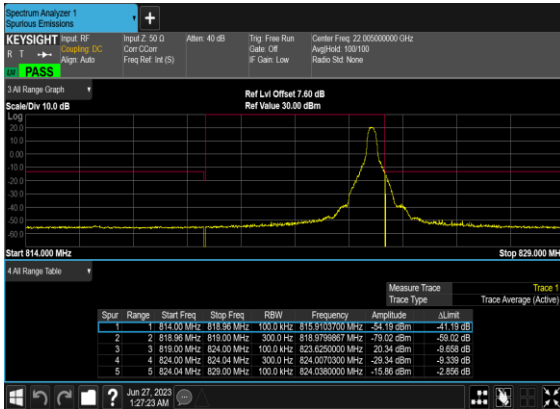 Spectrum Analyzer 1
Spurious Emissions
KEYSIGHT Input: RF Input Z: 50 Ω Atten: 40 dB Trig: Free Run Center Freq: 22.005000000 GHz
R T Coupling: DC Corr CCorr Gate: Off Avg|Hold: 100/100
Align: Auto Freq Ref: Int (S) IF Gain: Low Radio Std: None
PASS
3 All Range Graph
Scale/Div 10.0 dB Ref Lvl Offset 7.60 dB
Ref Value 30.00 dBm
Log
20.0
10.0
0.00
-10.0
-20.0
-30.0
-40.0
-50.0
-60.0
Start 814.000 MHz Stop 829.000 MH
4 All Range Table
Measure Trace Trace 1
Trace Type Trace Average (Active)
Spur Range Start Freq Stop Freq RBW Frequency Amplitude ΔLimit
1 1 814.00 MHz 818.96 MHz 100.0 kHz 815.9103700 MHz -54.19 dBm -41.19 dB
2 2 818.96 MHz 819.00 MHz 300.0 Hz 818.9799867 MHz -79.02 dBm -59.02 dB
3 3 819.00 MHz 824.00 MHz 100.0 kHz 823.6250000 MHz 20.34 dBm -9.658 dB
4 4 824.00 MHz 824.04 MHz 300.0 Hz 824.0070300 MHz -29.34 dBm -9.339 dB
5 5 824.04 MHz 829.00 MHz 100.0 kHz 824.0380000 MHz -15.86 dBm -2.856 dB
Jun 27, 2023
1:27:23 AM